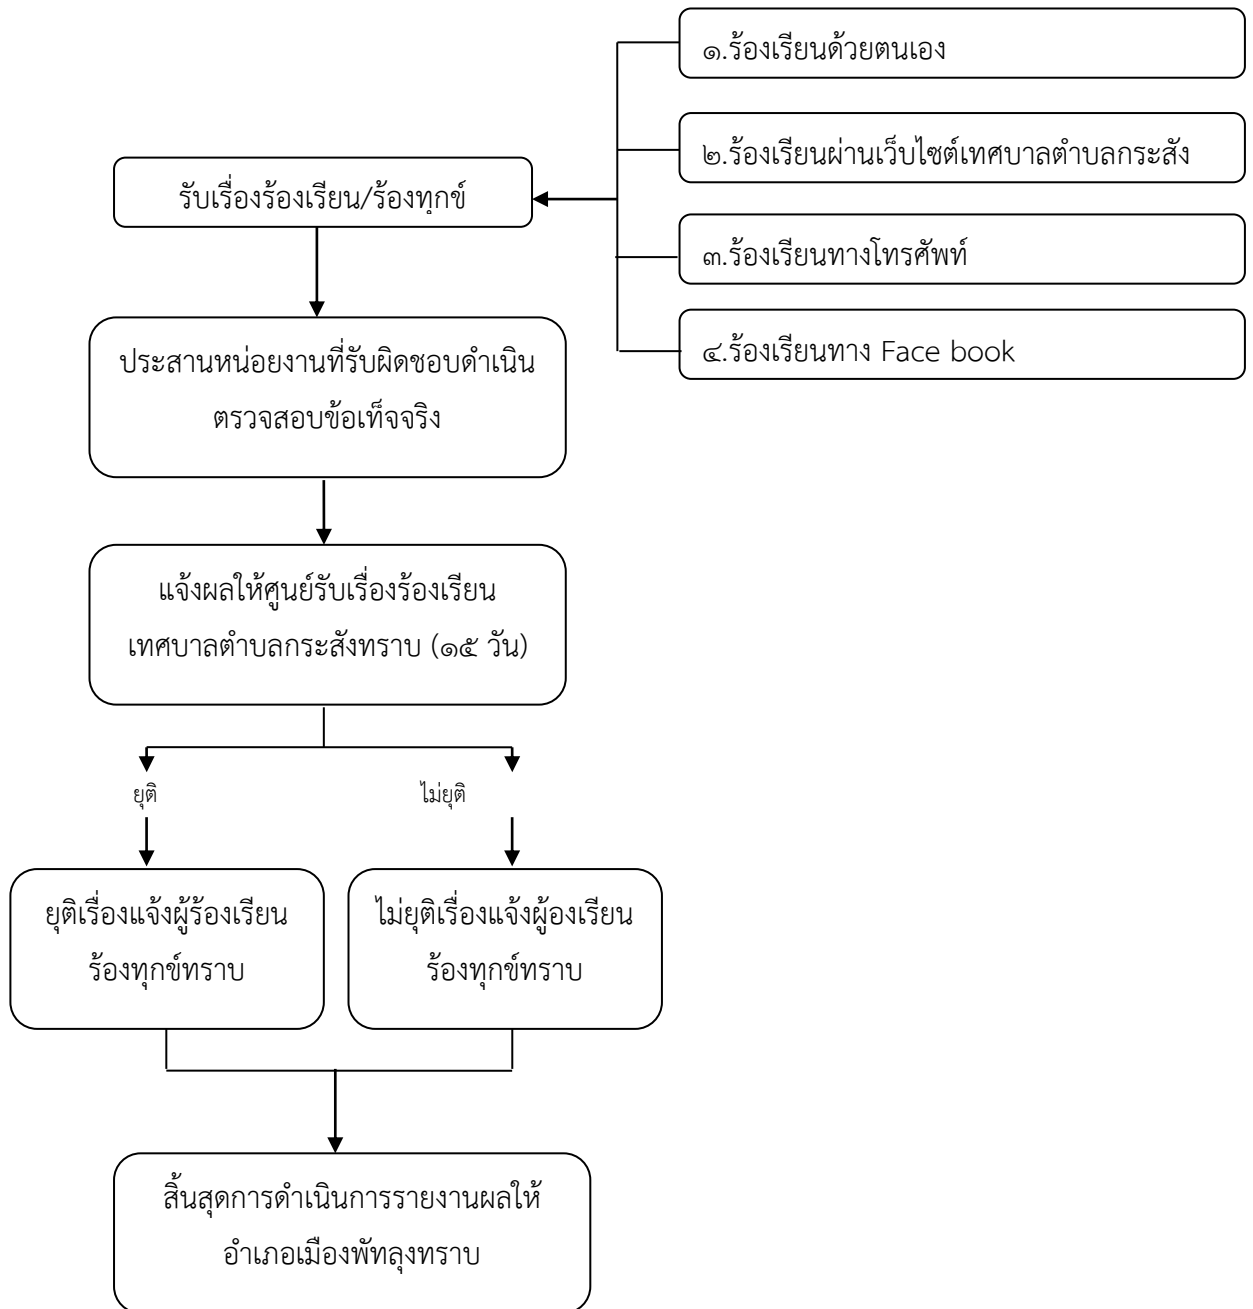 ๑.ร้องเรียนด้วยตนเอง
๒.ร้องเรียนผ่านเว็บไซต์เทศบาลตำบลกระสัง
รับเรื่องร้องเรียน/ร้องทุกข์
๓.ร้องเรียนทางโทรศัพท์
๔.ร้องเรียนทาง Face book
ประสานหน่อยงานที่รับผิดชอบดำเนิน
ตรวจสอบข้อเท็จจริง
แจ้งผลให้ศูนย์รับเรื่องร้องเรียน
เทศบาลตำบลกระสังทราบ (๑๕ วัน)
ยุติ
ไม่ยุติ
ยุติเรื่องแจ้งผู้ร้องเรียน
ร้องทุกข์ทราบ
ไม่ยุติเรื่องแจ้งผู้องเรียน
ร้องทุกข์ทราบ
สิ้นสุดการดำเนินการรายงานผลให้
อำเภอเมืองพัทลุงทราบ